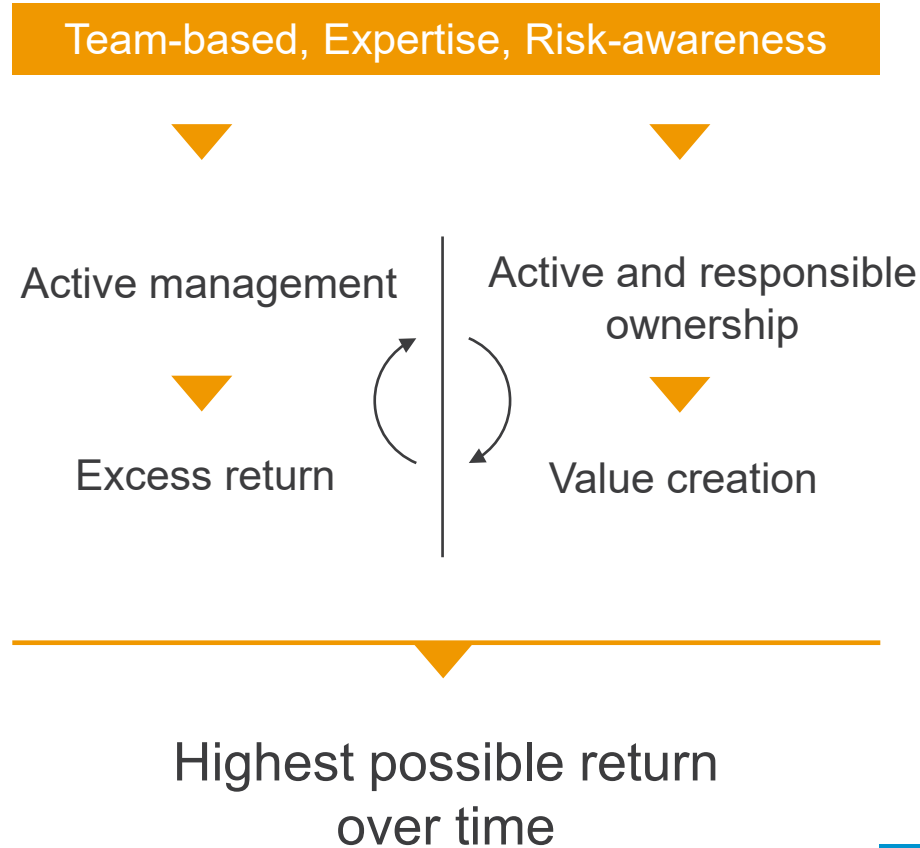 Team-based, Expertise, Risk-awareness
Active management
Excess return
Active and responsible
ownership
Value creation
Highest possible return
over time